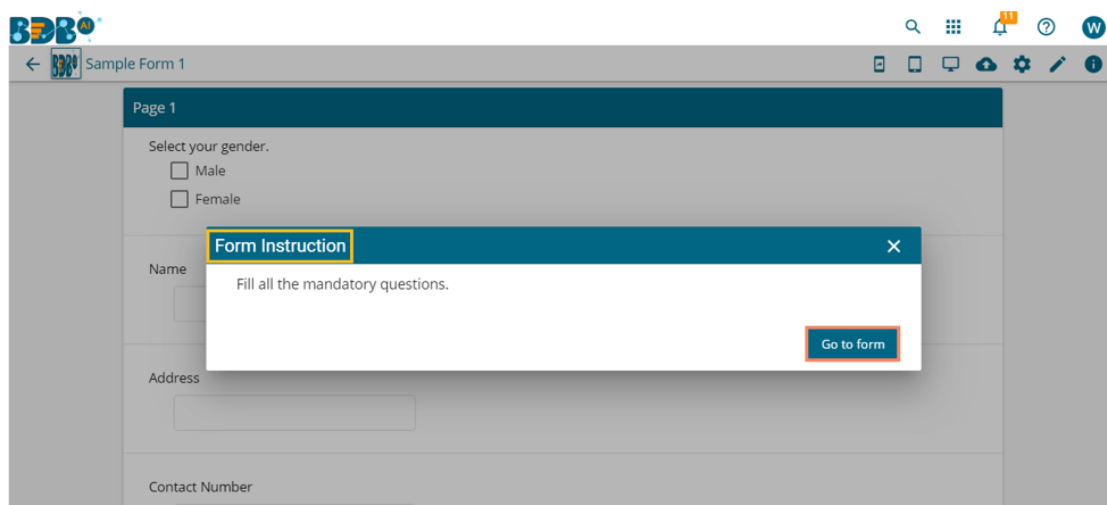 BDB AI
11
W
BDB Sample Form 1
Page 1
Select your gender.
Male
Female
Form Instruction
Name
Fill all the mandatory questions.
Go to form
Address
Contact Number